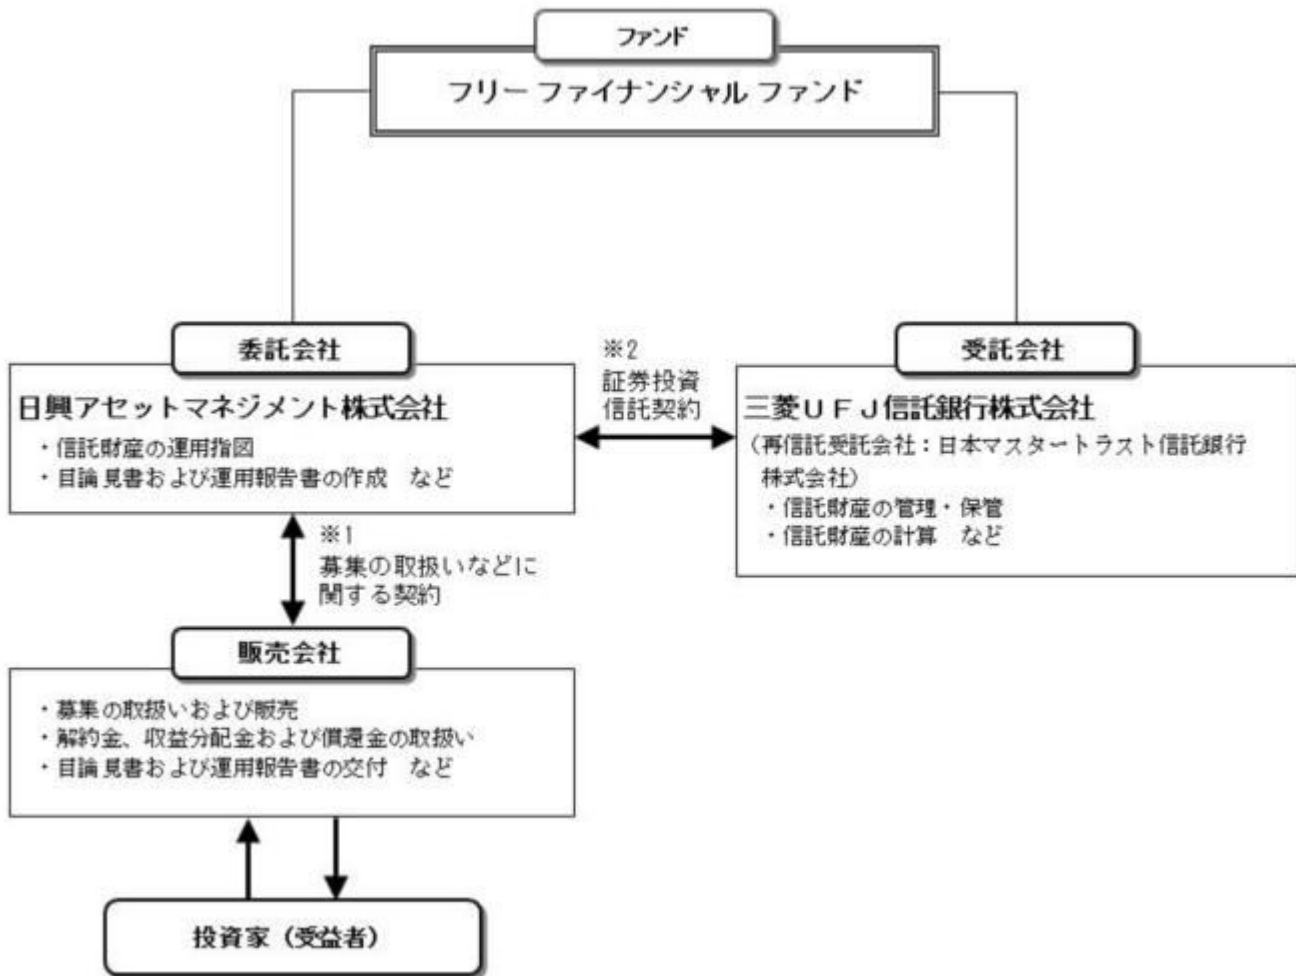 ファンド
フリー ファイナンシャル ファンド
委託会社
日興アセットマネジメント株式会社
・信託財産の運用指図
・目論見書および運用報告書の作成 など
※2
証券投資
信託契約
受託会社
三菱UFJ信託銀行株式会社
(再信託受託会社:日本マスタートラスト信託銀行
株式会社)
・信託財産の管理・保管
・信託財産の計算 など
※1
募集の取扱いなどに
関する契約
販売会社
・募集の取扱いおよび販売
・解約金、収益分配金および償還金の取扱い
・目論見書および運用報告書の交付 など
投資家(受益者)